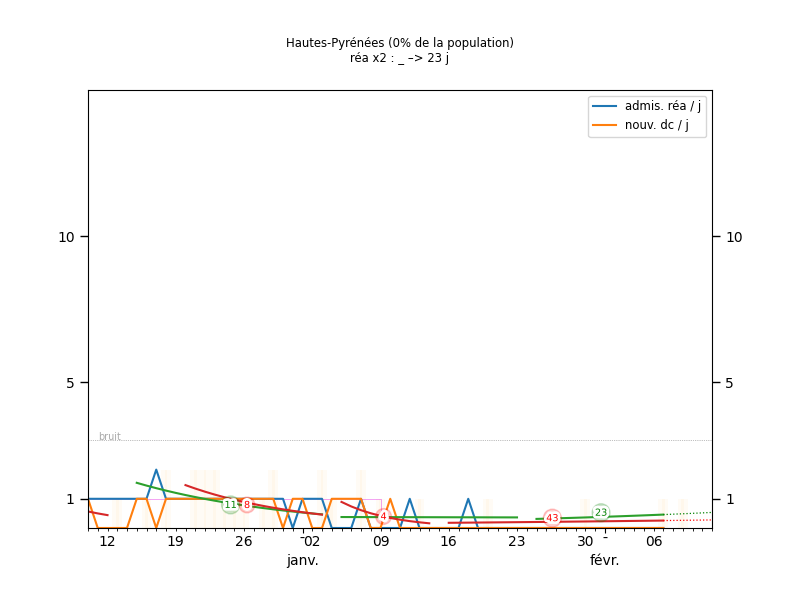 Hautes-Pyrénées (0% de la population)
réa x2 : _ –> 23 j
admis. réa / j
nouv. dc / j
10
10
5
5
bruit
1
1
11
8
4
43
23
12
19
26
02
09
16
23
30
06
janv.
févr.